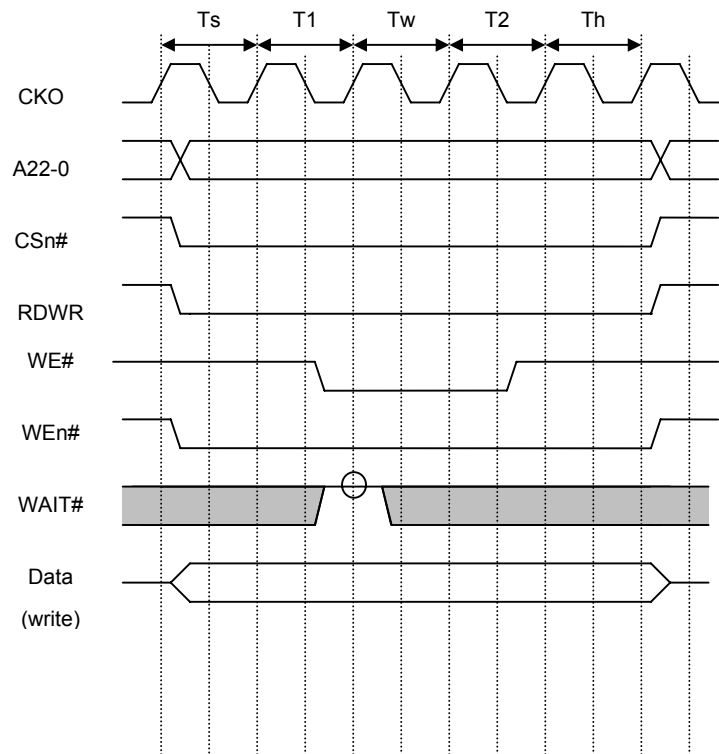 Ts T1 Tw T2 Th
CKO
A22-0
CSn#
RDWR
WE#
WEn#
WAIT#
Data
(write)